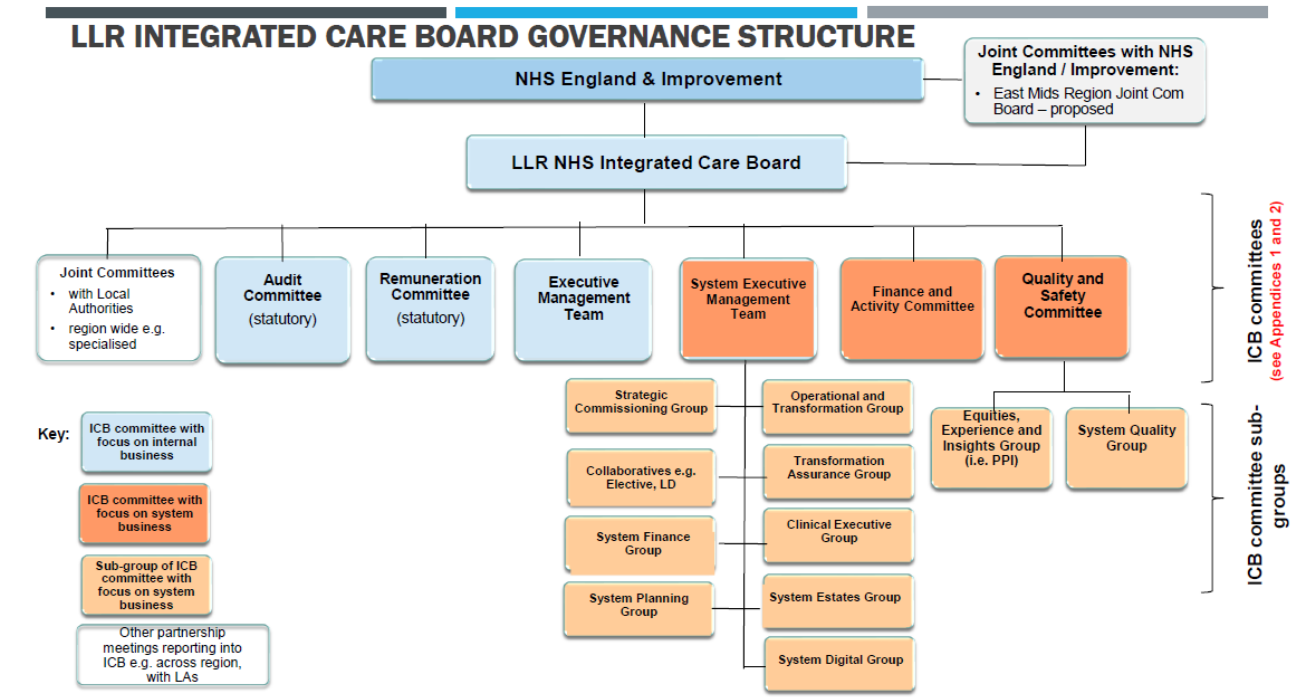 LLR INTEGRATED CARE BOARD GOVERNANCE STRUCTURE
NHS England & Improvement
Joint Committees with NHS
England / Improvement:
• East Mids Region Joint Com
Board – proposed
LLR NHS Integrated Care Board
Joint Committees
• with Local
Authorities
• region wide e.g.
specialised
Audit
Committee
(statutory)
Remuneration
Committee
(statutory)
Executive
Management
Team
System Executive
Management
Team
Finance and
Activity Committee
Quality and
Safety
Committee
ICB committees
(see Appendices 1 and 2)
Strategic
Commissioning Group
Operational and
Transformation Group
Collaboratives e.g.
Elective, LD
Transformation
Assurance Group
System Finance
Group
Clinical Executive
Group
System Planning
Group
System Estates Group
System Digital Group
Equities,
Experience and
Insights Group
(i.e. PPI)
System Quality
Group
ICB committee sub-
groups
Key:
ICB committee with
focus on internal
business
ICB committee with
focus on system
business
Sub-group of ICB
committee with
focus on system
business
Other partnership
meetings reporting into
ICB e.g. across region,
with LAs